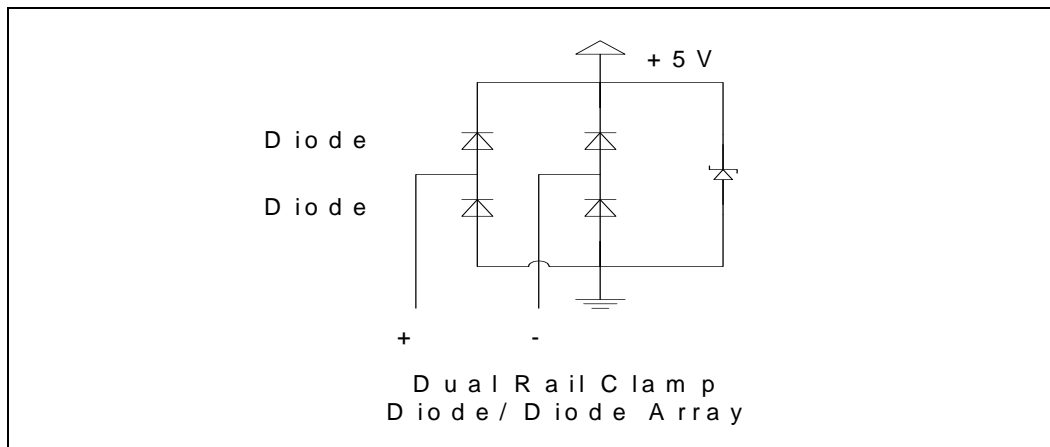 + 5 V
Diode
Diode
+
-
Dual Rail Clamp
Diode/ Diode Array